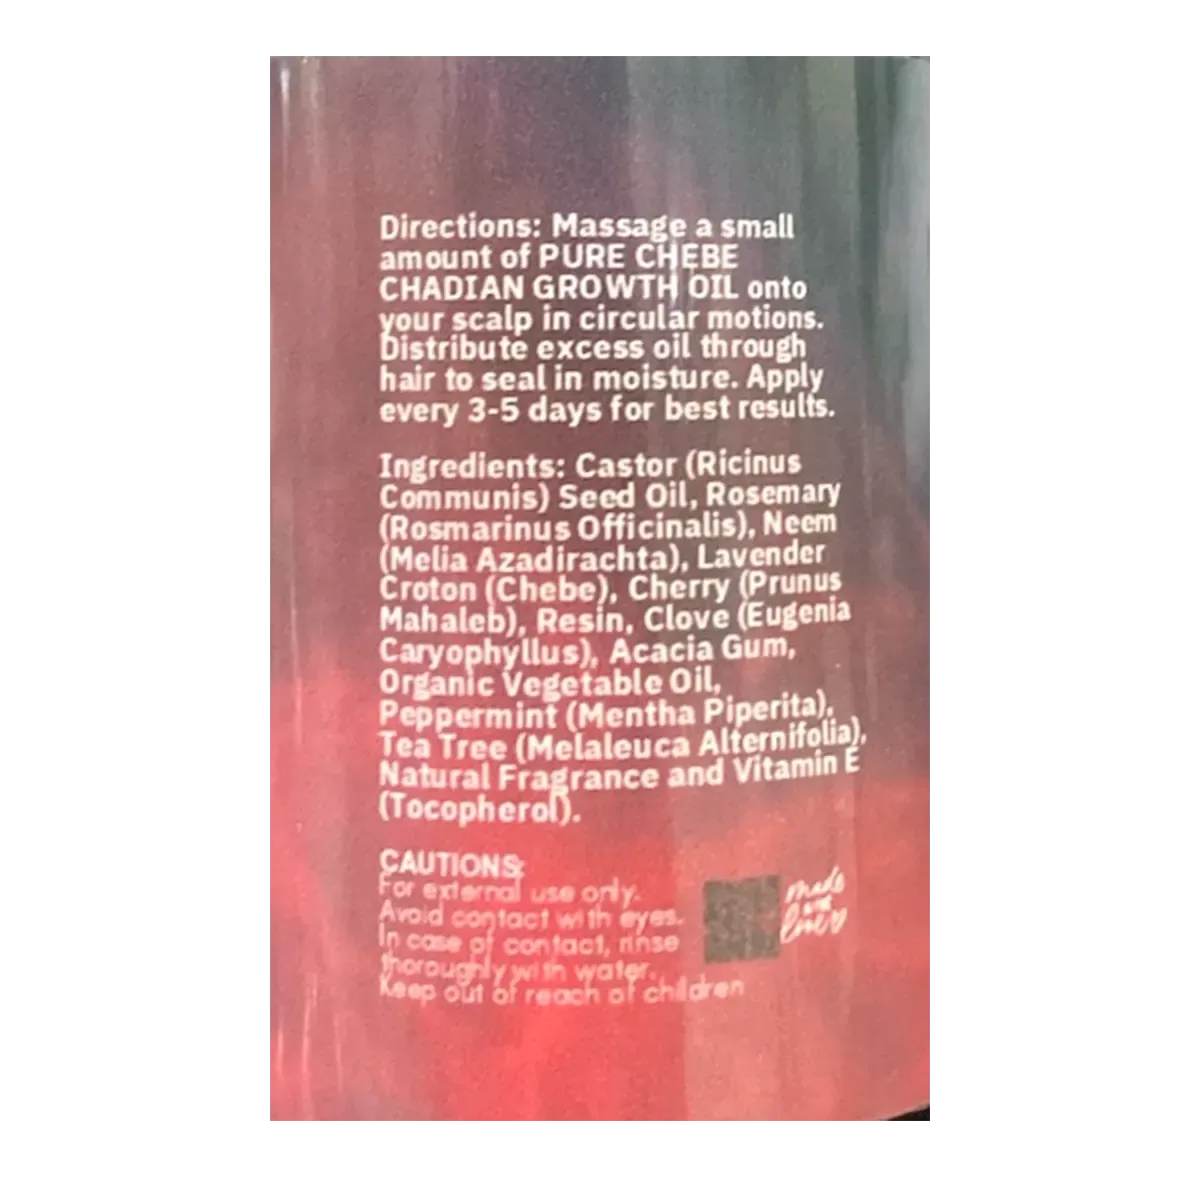 Directions: Massage a small
amount of PURE CHEBE
CHADIAN GROWTH OIL onto
your scalp in circular motions.
Distribute excess oil through
hair to seal in moisture. Apply
every 3-5 days for best results.
Ingredients: Castor (Ricinus
Communis) Seed Oil, Rosemary
(Rosmarinus Officinalis), Neem
(Melia Azadirachta), Lavender
Croton (Chebe), Cherry (Prunus
Mahaleb), Resin, Clove (Eugenia
Caryophyllus), Acacia Gum,
Organic Vegetable Oil,
Peppermint (Mentha Piperita),
Tea Tree (Melaleuca Alternifolia),
Natural Fragrance and Vitamin E
(Tocopherol).
CAUTIONS:
For external use only.
Avoid contact with eyes.
In case of contact, rinse
thoroughly with water.
Keep out of reach of children
made
with
love